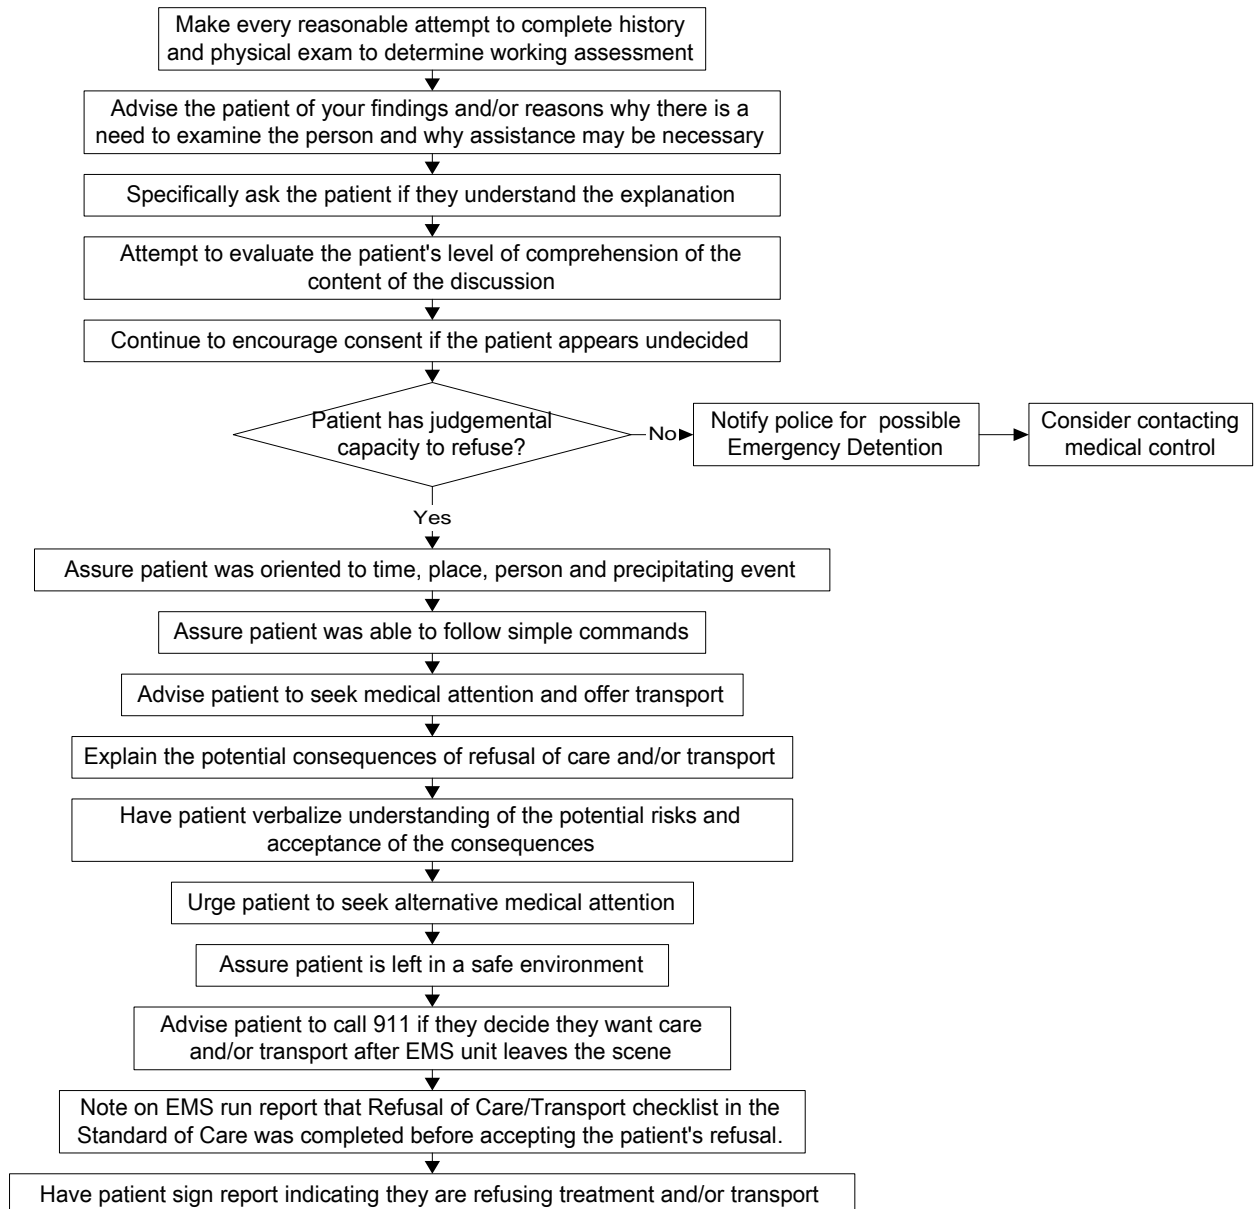 Make every reasonable attempt to complete history
and physical exam to determine working assessment
Advise the patient of your findings and/or reasons why there is a
need to examine the person and why assistance may be necessary
Specifically ask the patient if they understand the explanation
Attempt to evaluate the patient's level of comprehension of the
content of the discussion
Continue to encourage consent if the patient appears undecided
Patient has judgemental
capacity to refuse?
No
Notify police for possible
Emergency Detention
Consider contacting
medical control
Yes
Assure patient was oriented to time, place, person and precipitating event
Assure patient was able to follow simple commands
Advise patient to seek medical attention and offer transport
Explain the potential consequences of refusal of care and/or transport
Have patient verbalize understanding of the potential risks and
acceptance of the consequences
Urge patient to seek alternative medical attention
Assure patient is left in a safe environment
Advise patient to call 911 if they decide they want care
and/or transport after EMS unit leaves the scene
Note on EMS run report that Refusal of Care/Transport checklist in the
Standard of Care was completed before accepting the patient's refusal.
Have patient sign report indicating they are refusing treatment and/or transport